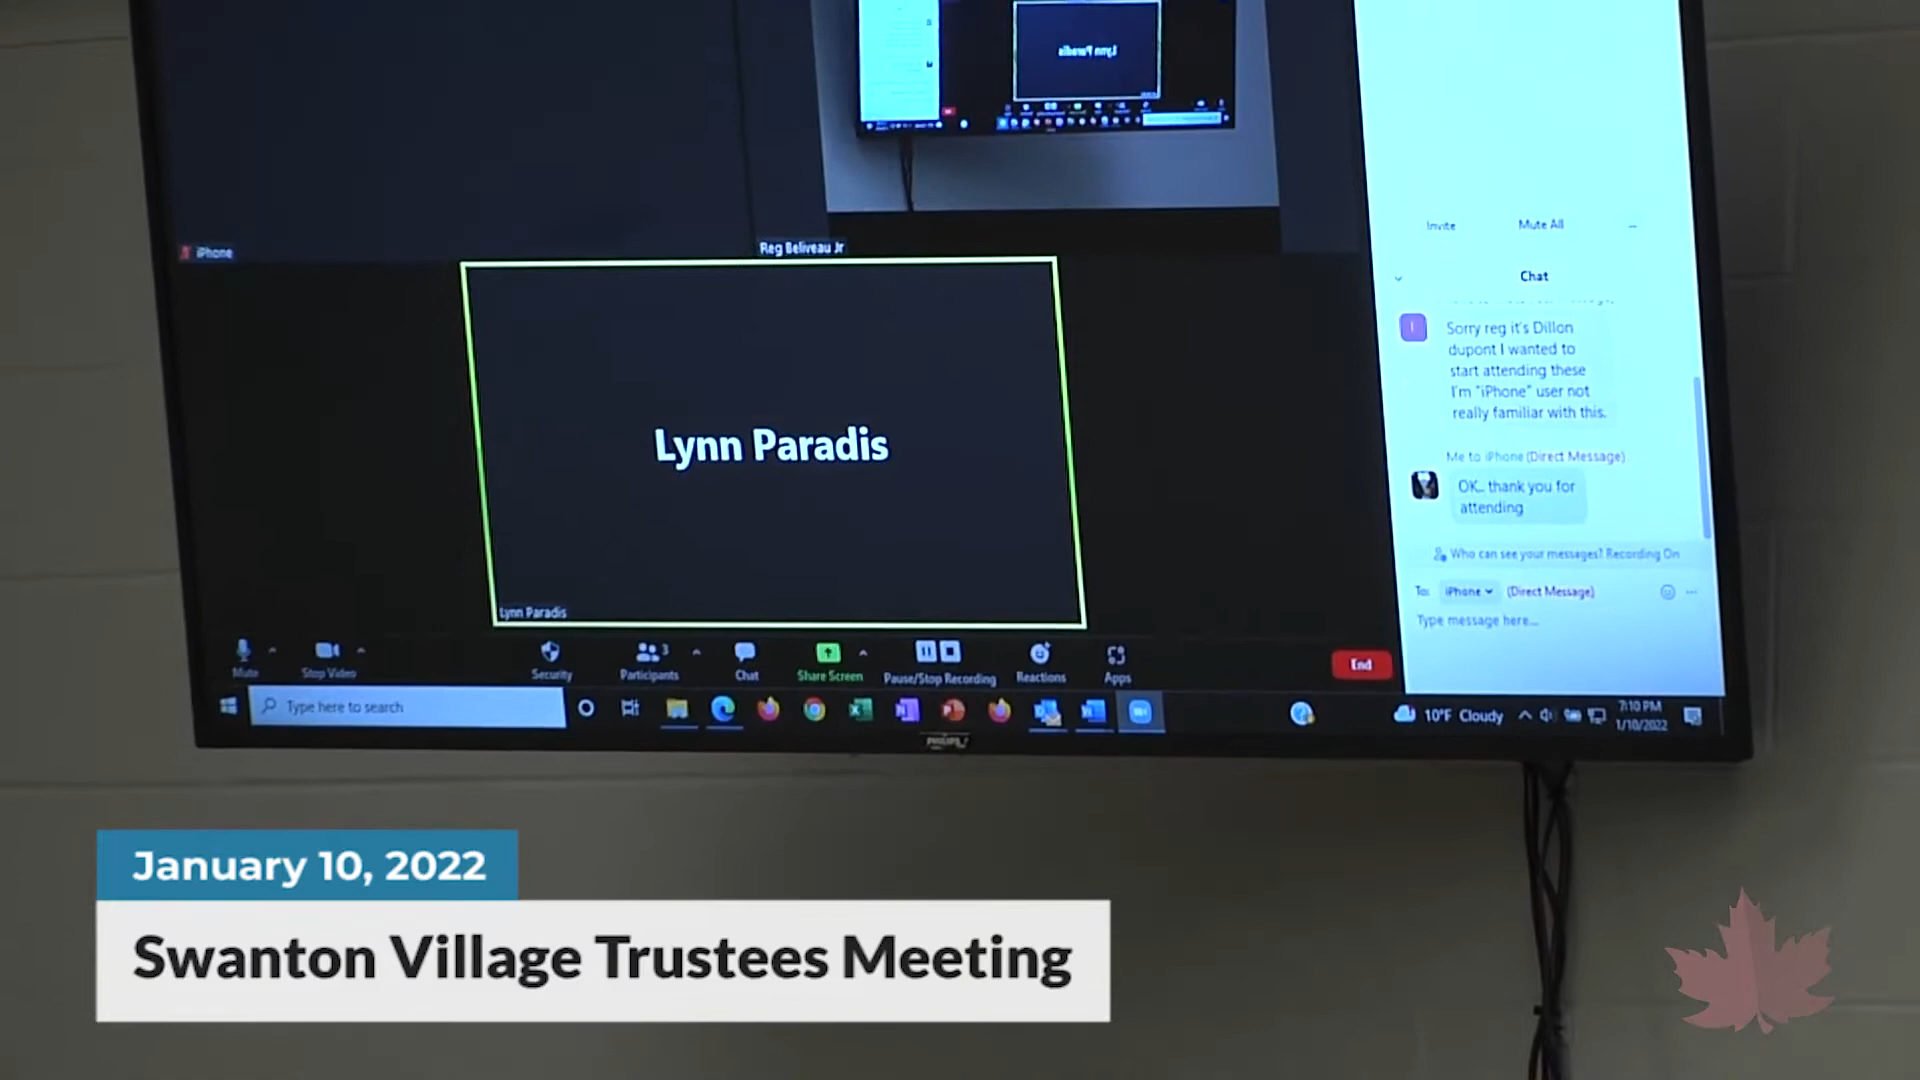 Lynn Paradis
iPhone
Reg Beliveau Jr
Lynn Paradis
Lynn Paradis
Invite
Mute All
Chat
Sorry reg it's Dillon
dupont I wanted to
start attending these
I'm "iPhone" user not
really familiar with this.
Me to iPhone (Direct Message)
OK.. thank you for
attending
Who can see your messages? Recording On
To: iPhone (Direct Message)
Type message here...
Mute
Stop Video
Security
3
Participants
Chat
Share Screen
Pause/Stop Recording
Reactions
Apps
End
Type here to search
10°F Cloudy
7:10 PM
1/10/2022
PHILIPS
January 10, 2022
Swanton Village Trustees Meeting